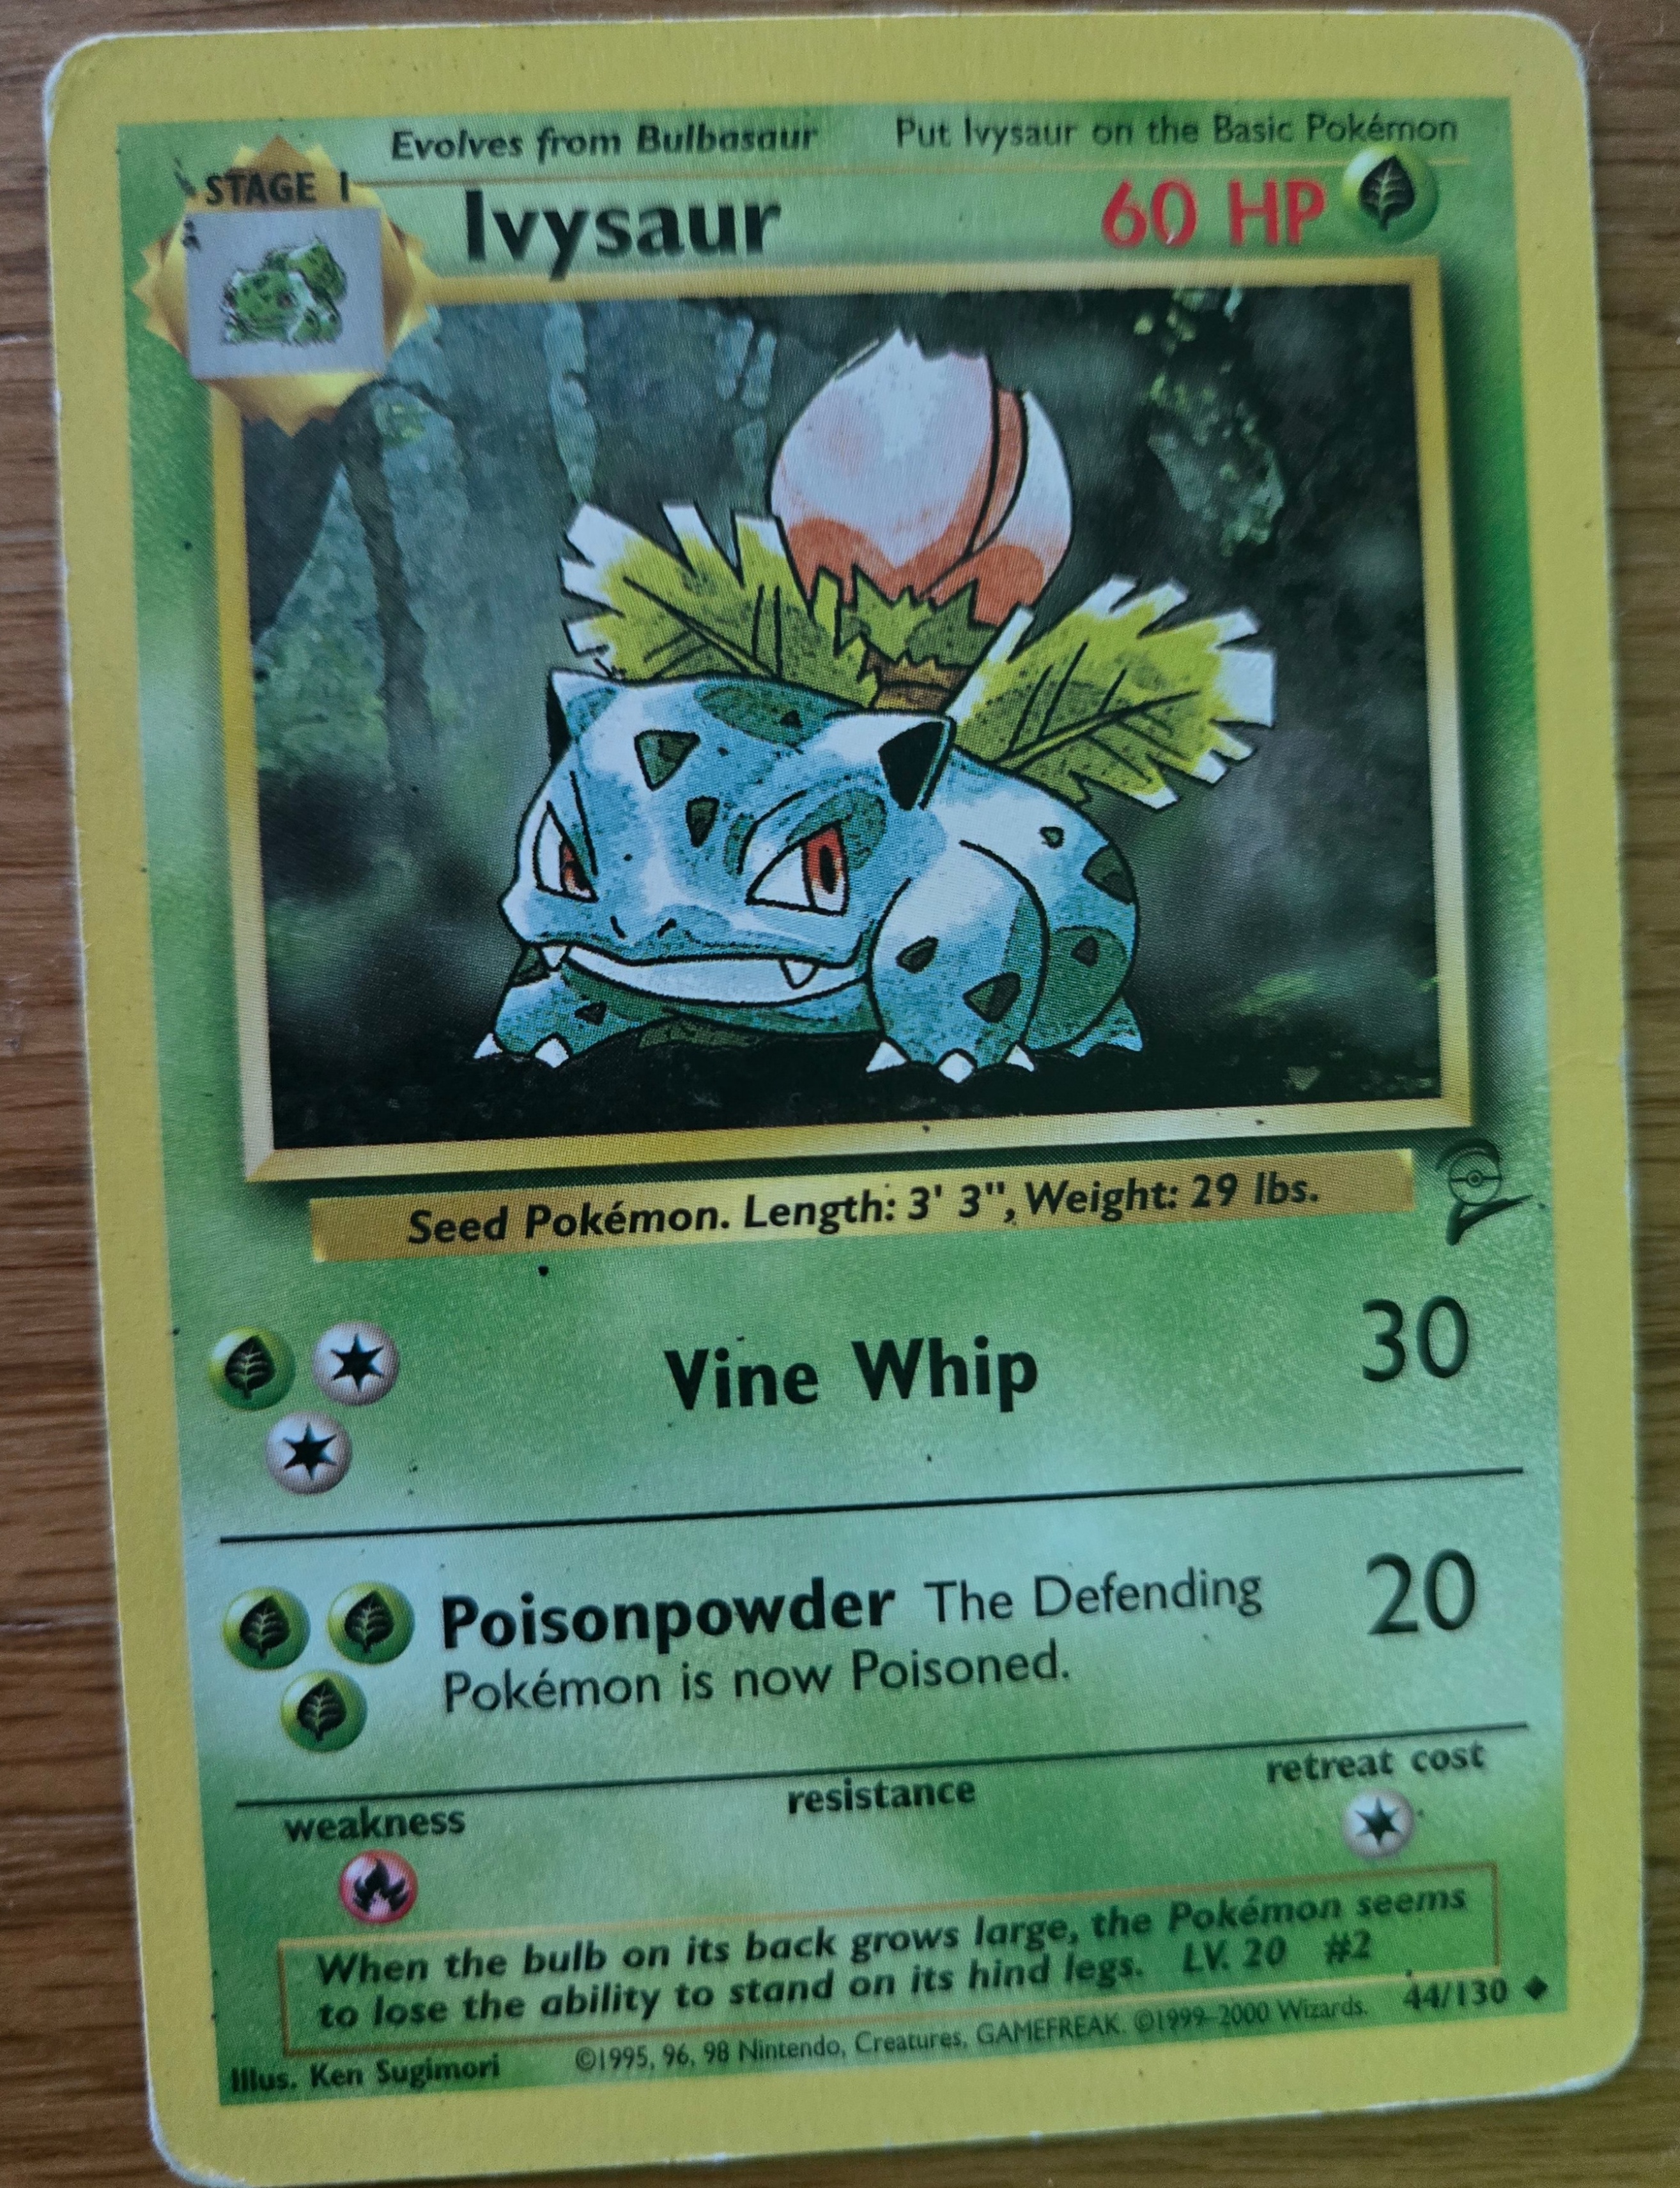 Evolves from Bulbasaur Put Ivysaur on the Basic Pokémon
STAGE 1
Ivysaur 60 HP
Seed Pokémon. Length: 3' 3", Weight: 29 lbs.
Vine Whip 30
Poisonpowder The Defending 20
Pokémon is now Poisoned.
weakness resistance retreat cost
When the bulb on its back grows large, the Pokémon seems
to lose the ability to stand on its hind legs. LV. 20 #2
Illus. Ken Sugimori ©1995, 96, 98 Nintendo, Creatures, GAMEFREAK. ©1999-2000 Wizards. 44/130